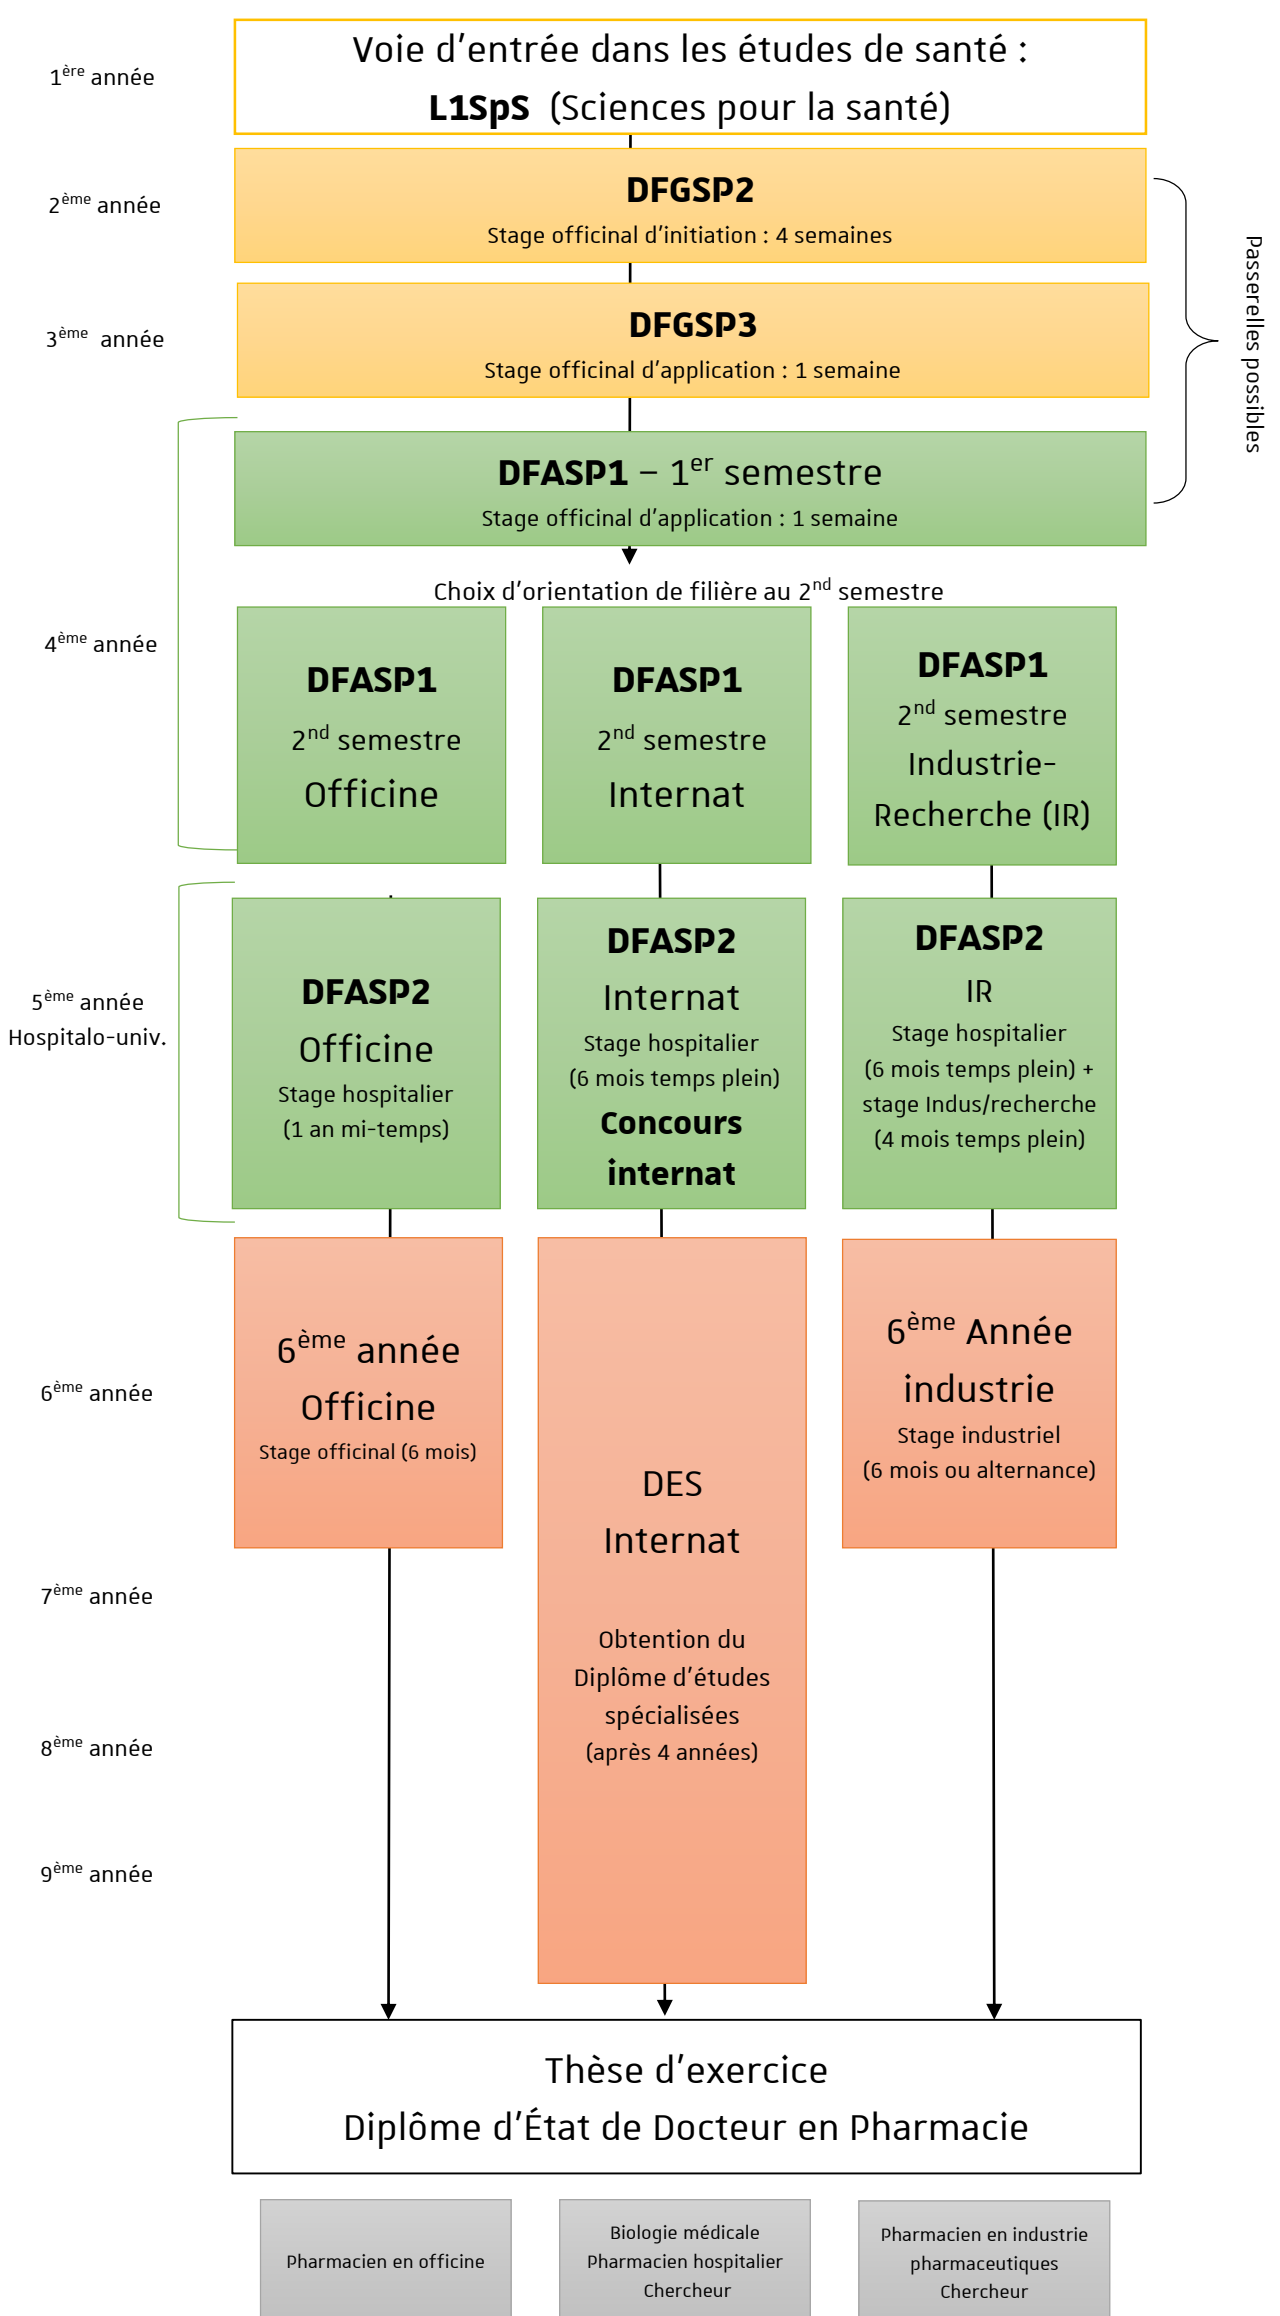 Voie d'entrée dans les études de santé :
1ère année
L1SpS (Sciences pour la santé)
DFGSP2
2ème année
Stage officinal d'initiation : 4 semaines
Passerelles possibles
DFGSP3
3ème année
Stage officinal d'application : 1 semaine
DFASP1 – 1er semestre
Stage officinal d'application : 1 semaine
Choix d'orientation de filière au 2nd semestre
4ème année
DFASP1
2nd semestre
Officine
DFASP1
2nd semestre
Internat
DFASP1
2nd semestre
Industrie-
Recherche (IR)
5ème année
Hospitalo-univ.
DFASP2
Officine
Stage hospitalier
(1 an mi-temps)
DFASP2
Internat
Stage hospitalier
(6 mois temps plein)
Concours
internat
DFASP2
IR
Stage hospitalier
(6 mois temps plein) +
stage Indus/recherche
(4 mois temps plein)
6ème année
6ème année
Officine
Stage officinal (6 mois)
DES
Internat
Obtention du
Diplôme d'études
spécialisées
(après 4 années)
6ème Année
industrie
Stage industriel
(6 mois ou alternance)
7ème année
8ème année
9ème année
Thèse d'exercice
Diplôme d'État de Docteur en Pharmacie
Pharmacien en officine
Biologie médicale
Pharmacien hospitalier
Chercheur
Pharmacien en industrie
pharmaceutiques
Chercheur